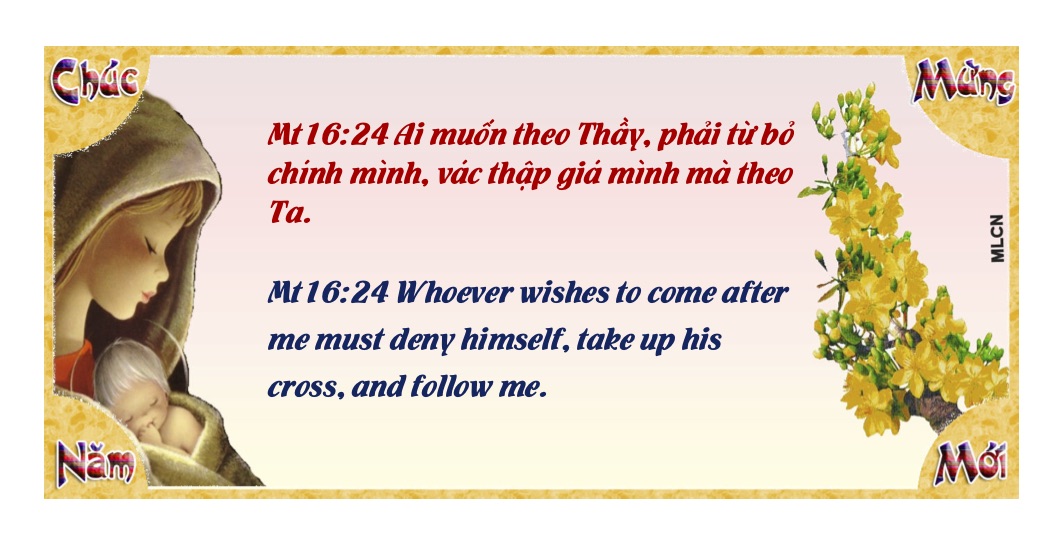 Chúc
Mừng
Mt 16:24 Ai muốn theo Thầy, phải từ bỏ
chính mình, vác thập giá mình mà theo
Ta.
Mt 16:24 Whoever wishes to come after
me must deny himself, take up his
cross, and follow me.
MLCN
Năm
Mới